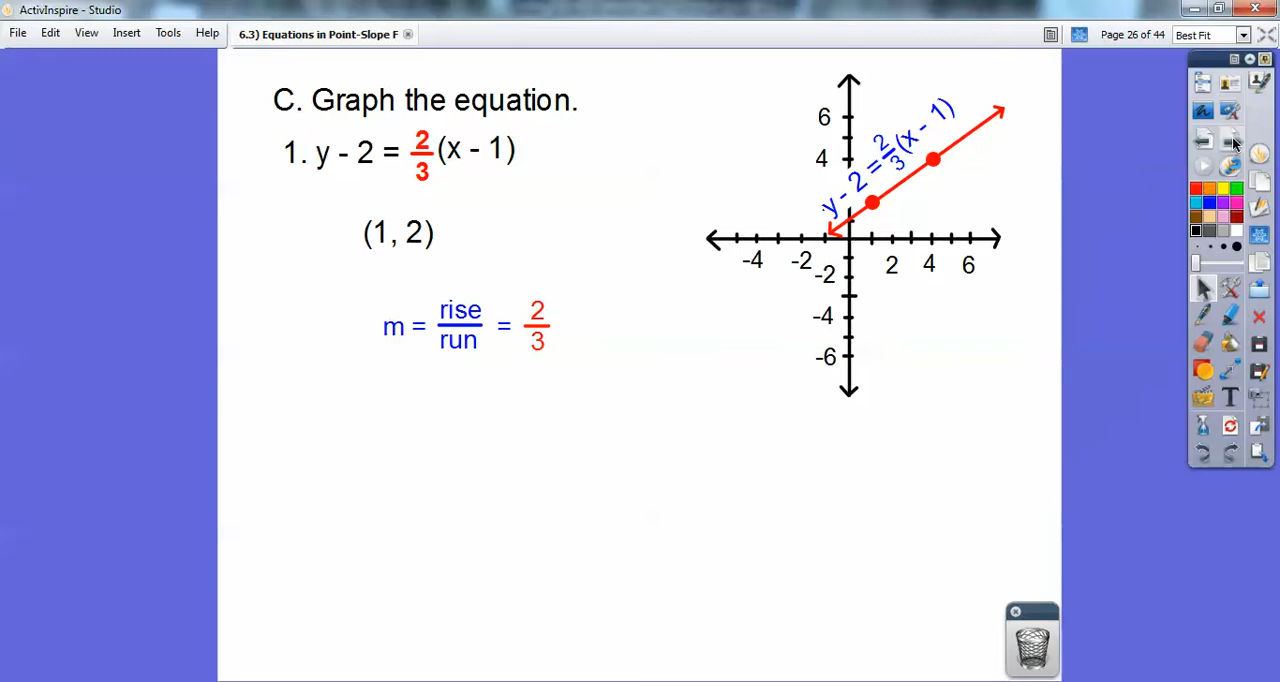 ActivInspire - Studio
File Edit View Insert Tools Help
6.3) Equations in Point-Slope F
Page 26 of 44
Best Fit
C. Graph the equation.
1. y - 2 = 2/3 (x - 1)
(1, 2)
m = rise/run = 2/3
y - 2 = 2/3 (x - 1)
6
4
-4 -2 2 4 6
-2
-4
-6
T